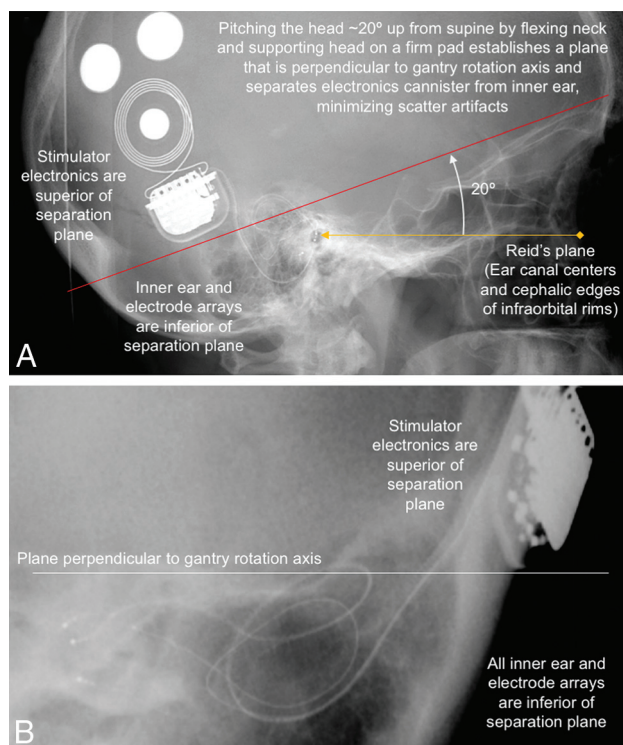 Pitching the head ~20º up from supine by flexing neck
and supporting head on a firm pad establishes a plane
that is perpendicular to gantry rotation axis and
separates electronics cannister from inner ear,
minimizing scatter artifacts
Stimulator
electronics are
superior of
separation
plane
20º
Reid's plane
(Ear canal centers
and cephalic edges
of infraorbital rims)
Inner ear and
electrode arrays
are inferior of
separation plane
A
Stimulator
electronics are
superior of
separation
plane
Plane perpendicular to gantry rotation axis
All inner ear and
electrode arrays
are inferior of
separation plane
B